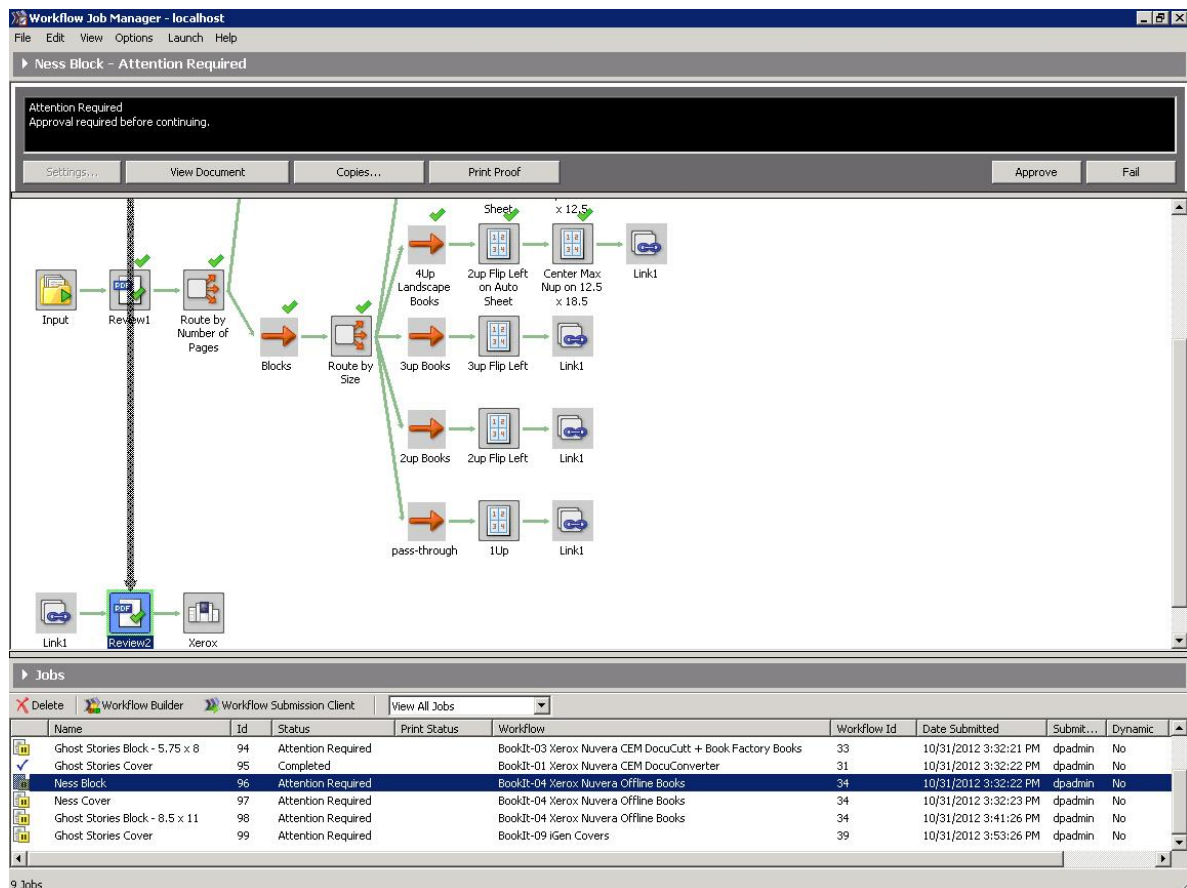 Workflow Job Manager - localhost
File Edit View Options Launch Help
Ness Block - Attention Required
Attention Required
Approval required before continuing.
Settings... View Document Copies... Print Proof Approve Fail
Sheet x 12.5
Input
Review1
Route by
Number of
Pages
Blocks
Route by
Size
4Up
Landscape
Books
2up Flip Left
on Auto
Sheet
Center Max
Nup on 12.5
x 18.5
Link1
3up Books
3up Flip Left
Link1
2up Books
2up Flip Left
Link1
pass-through
1Up
Link1
Link1
Review2
Xerox
Jobs
Delete Workflow Builder Workflow Submission Client View All Jobs
Name Id Status Print Status Workflow Workflow Id Date Submitted Submit... Dynamic
Ghost Stories Block - 5.75 x 8 94 Attention Required BookIt-03 Xerox Nuvera CEM DocuCutt + Book Factory Books 33 10/31/2012 3:32:21 PM dpadmin No
Ghost Stories Cover 95 Completed BookIt-01 Xerox Nuvera CEM DocuConverter 31 10/31/2012 3:32:22 PM dpadmin No
Ness Block 96 Attention Required BookIt-04 Xerox Nuvera Offline Books 34 10/31/2012 3:32:22 PM dpadmin No
Ness Cover 97 Attention Required BookIt-04 Xerox Nuvera Offline Books 34 10/31/2012 3:32:23 PM dpadmin No
Ghost Stories Block - 8.5 x 11 98 Attention Required BookIt-04 Xerox Nuvera Offline Books 34 10/31/2012 3:41:26 PM dpadmin No
Ghost Stories Cover 99 Attention Required BookIt-09 iGen Covers 39 10/31/2012 3:53:26 PM dpadmin No
9 Jobs